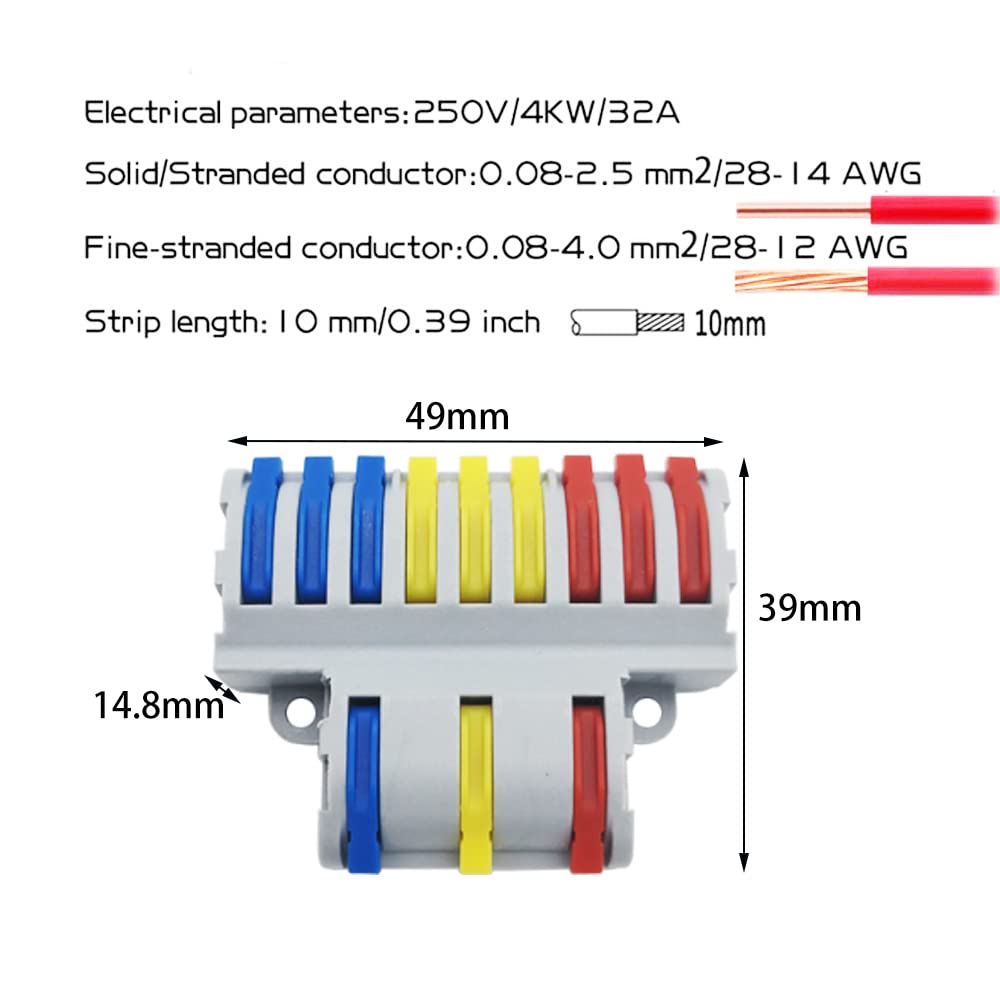 Electrical parameters:250V/4KW/32A
Solid/Stranded conductor:0.08-2.5 mm2/28-14 AWG
Fine-stranded conductor:0.08-4.0 mm2/28-12 AWG
Strip length: 10 mm/0.39 inch 10mm
49mm
39mm
14.8mm